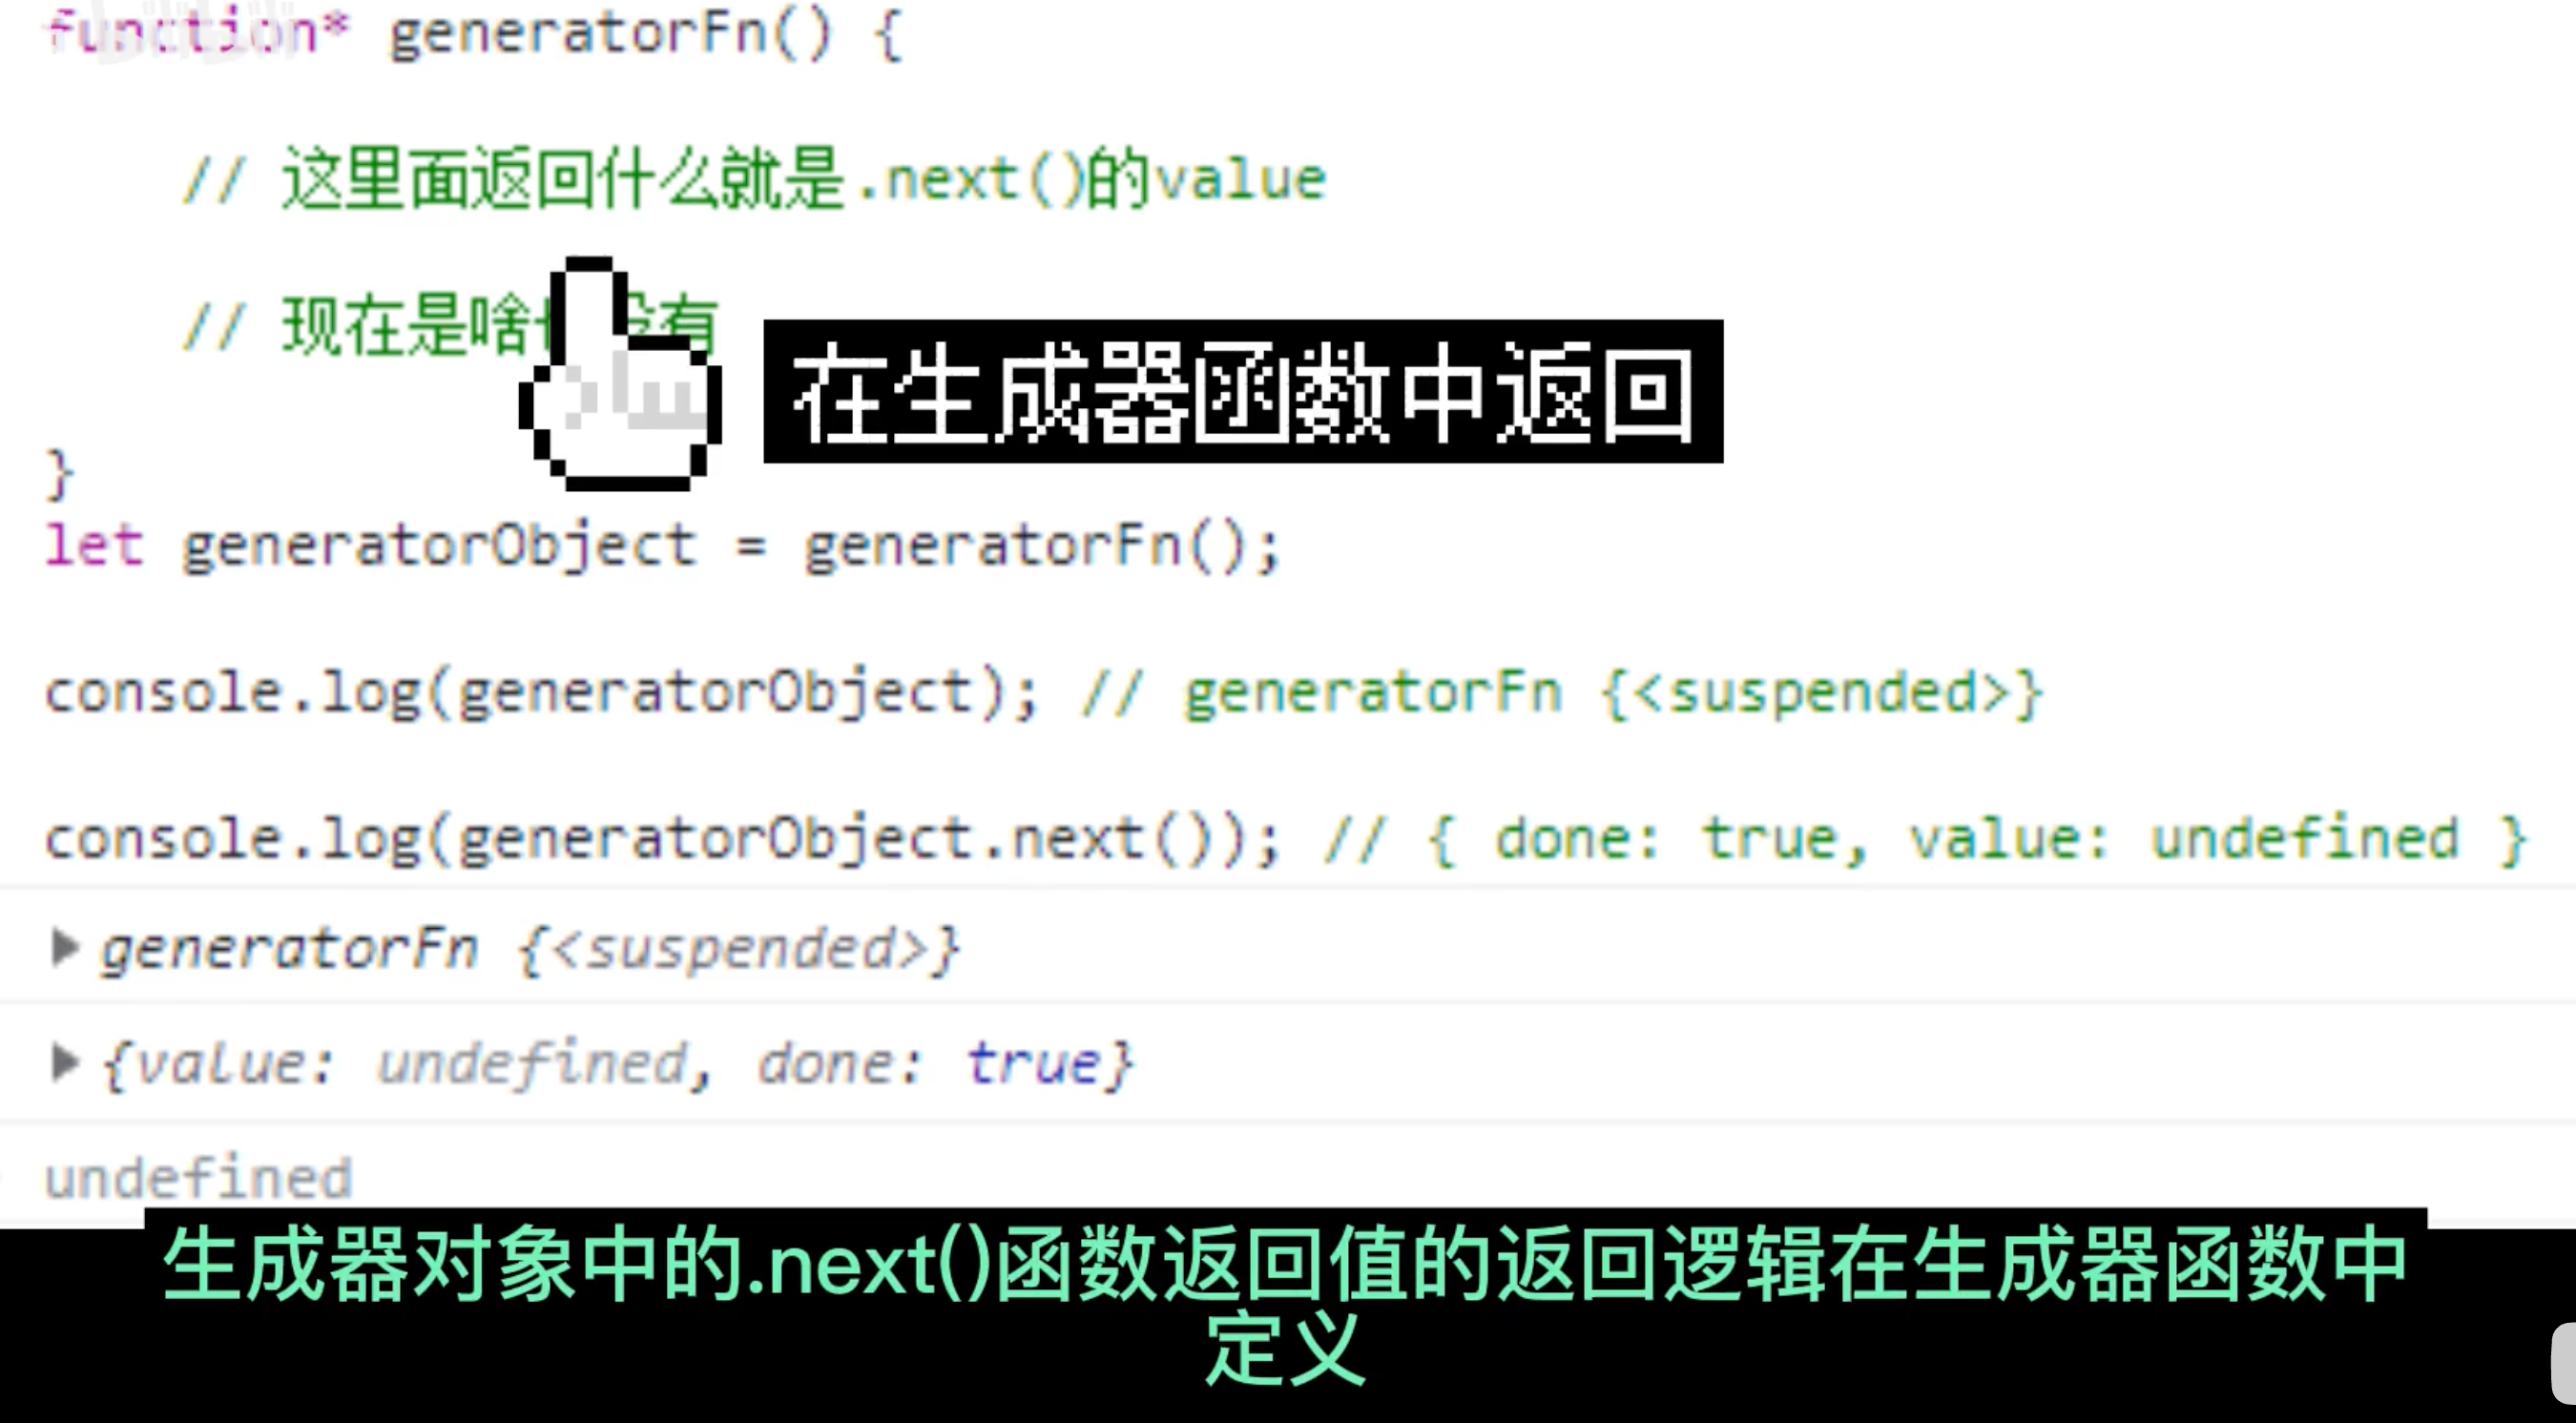 function* generatorFn() {
// 这里面返回什么就是.next()的value
// 现在是啥 没有
在生成器函数中返回
}
let generatorObject = generatorFn();
console.log(generatorObject); // generatorFn {<suspended>}
console.log(generatorObject.next()); // { done: true, value: undefined }
generatorFn {<suspended>}
{value: undefined, done: true}
undefined
生成器对象中的.next()函数返回值的返回逻辑在生成器函数中
定义